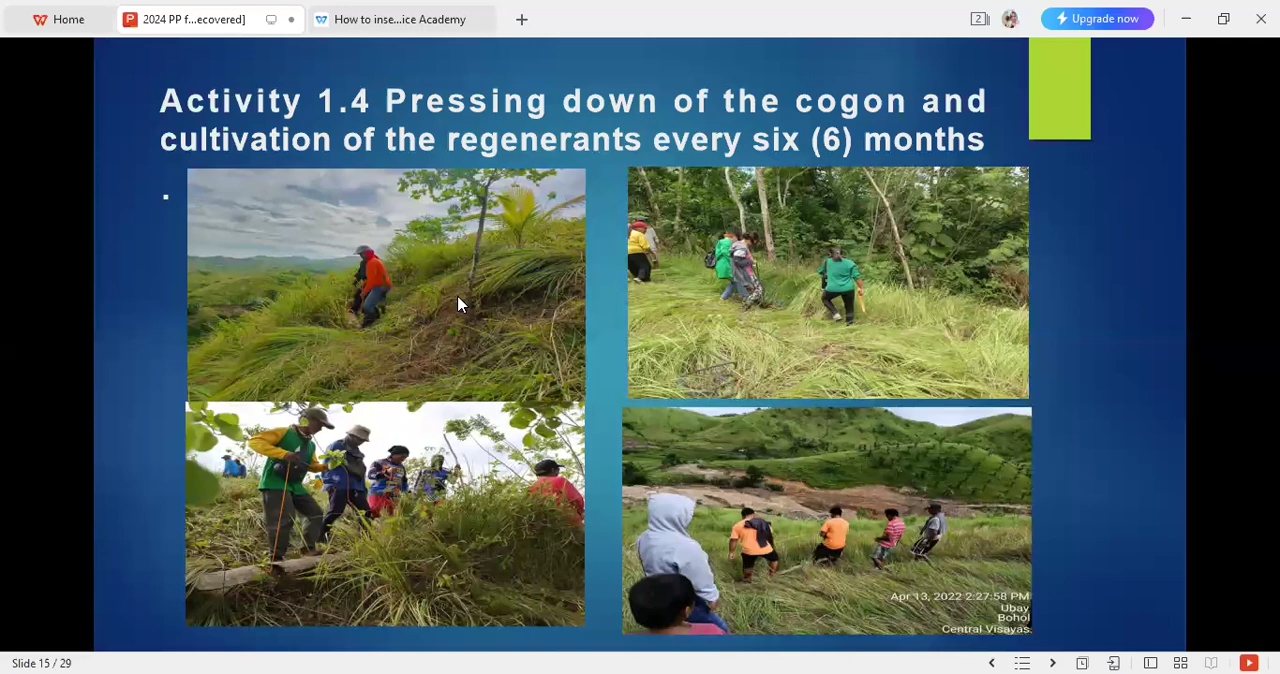 Home
2024 PP f...ecovered]
How to inse...ice Academy
2
Upgrade now
Activity 1.4 Pressing down of the cogon and
cultivation of the regenerants every six (6) months
Apr 13, 2022 2:27:58 PM
Ubay
Bohol
Central Visayas
Slide 15 / 29